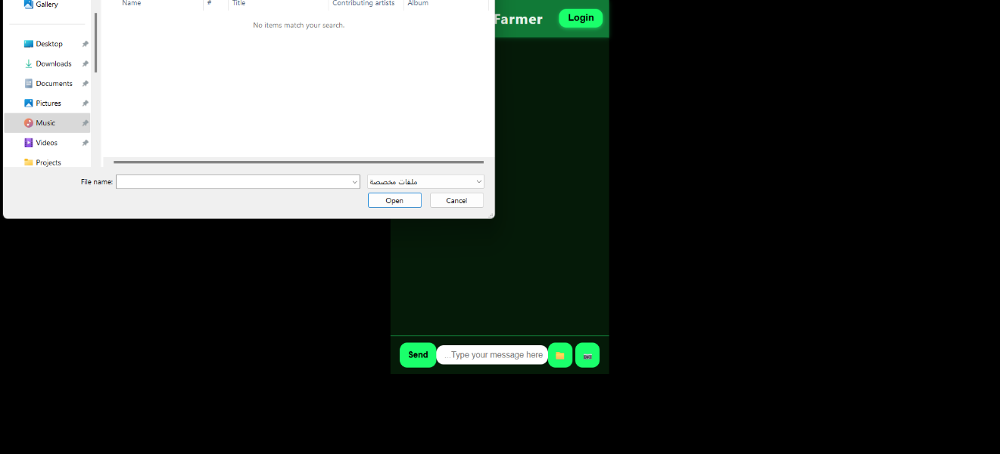 Gallery
Name # Title Contributing artists Album
No items match your search.
Desktop
Downloads
Documents
Pictures
Music
Videos
Projects
File name:
ملفات مخصصة
Open Cancel
Farmer
Login
Send
...Type your message here